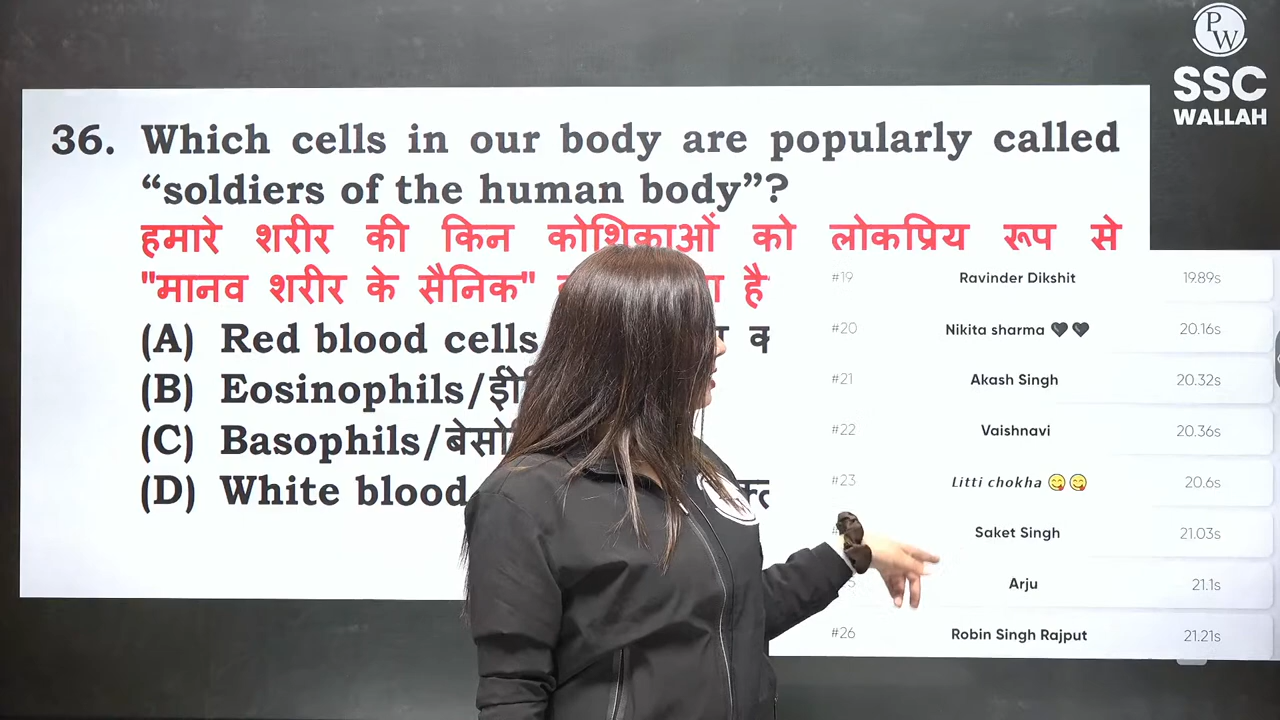 PW
SSC
WALLAH
36. Which cells in our body are popularly called
“soldiers of the human body”?
हमारे शरीर की किन कोशिकाओं को लोकप्रिय रूप से
"मानव शरीर के सैनिक" है
(A) Red blood cells
(B) Eosinophils/
(C) Basophils/
(D) White blood
#19 Ravinder Dikshit 19.89s
#20 Nikita sharma 🖤🖤 20.16s
#21 Akash Singh 20.32s
#22 Vaishnavi 20.36s
#23 Litti chokha 😋😋 20.6s
Saket Singh 21.03s
Arju 21.1s
#26 Robin Singh Rajput 21.21s